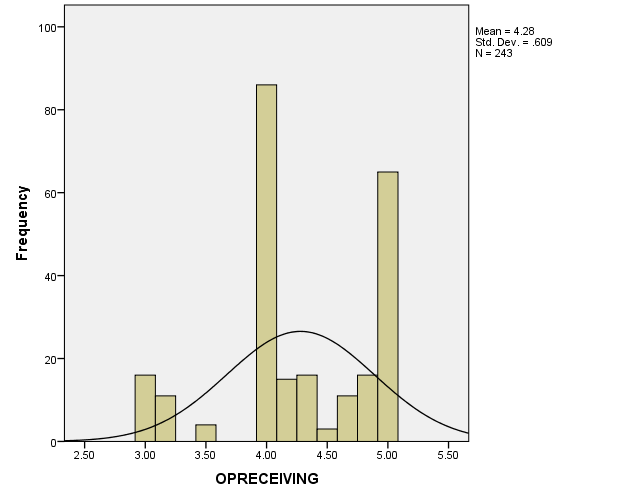 Mean = 4.28
Std. Dev. = .609
N = 243
100
80
60
40
20
0
Frequency
2.50 3.00 3.50 4.00 4.50 5.00 5.50
OPRECEIVING